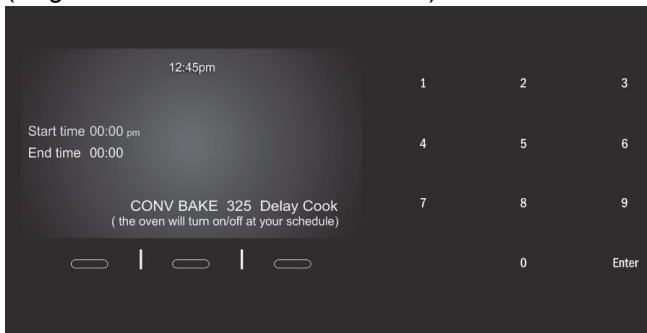 12:45pm
Start time 00:00 pm
End time 00:00
CONV BAKE 325 Delay Cook
( the oven will turn on/off at your schedule)
1 2 3
4 5 6
7 8 9
0 Enter